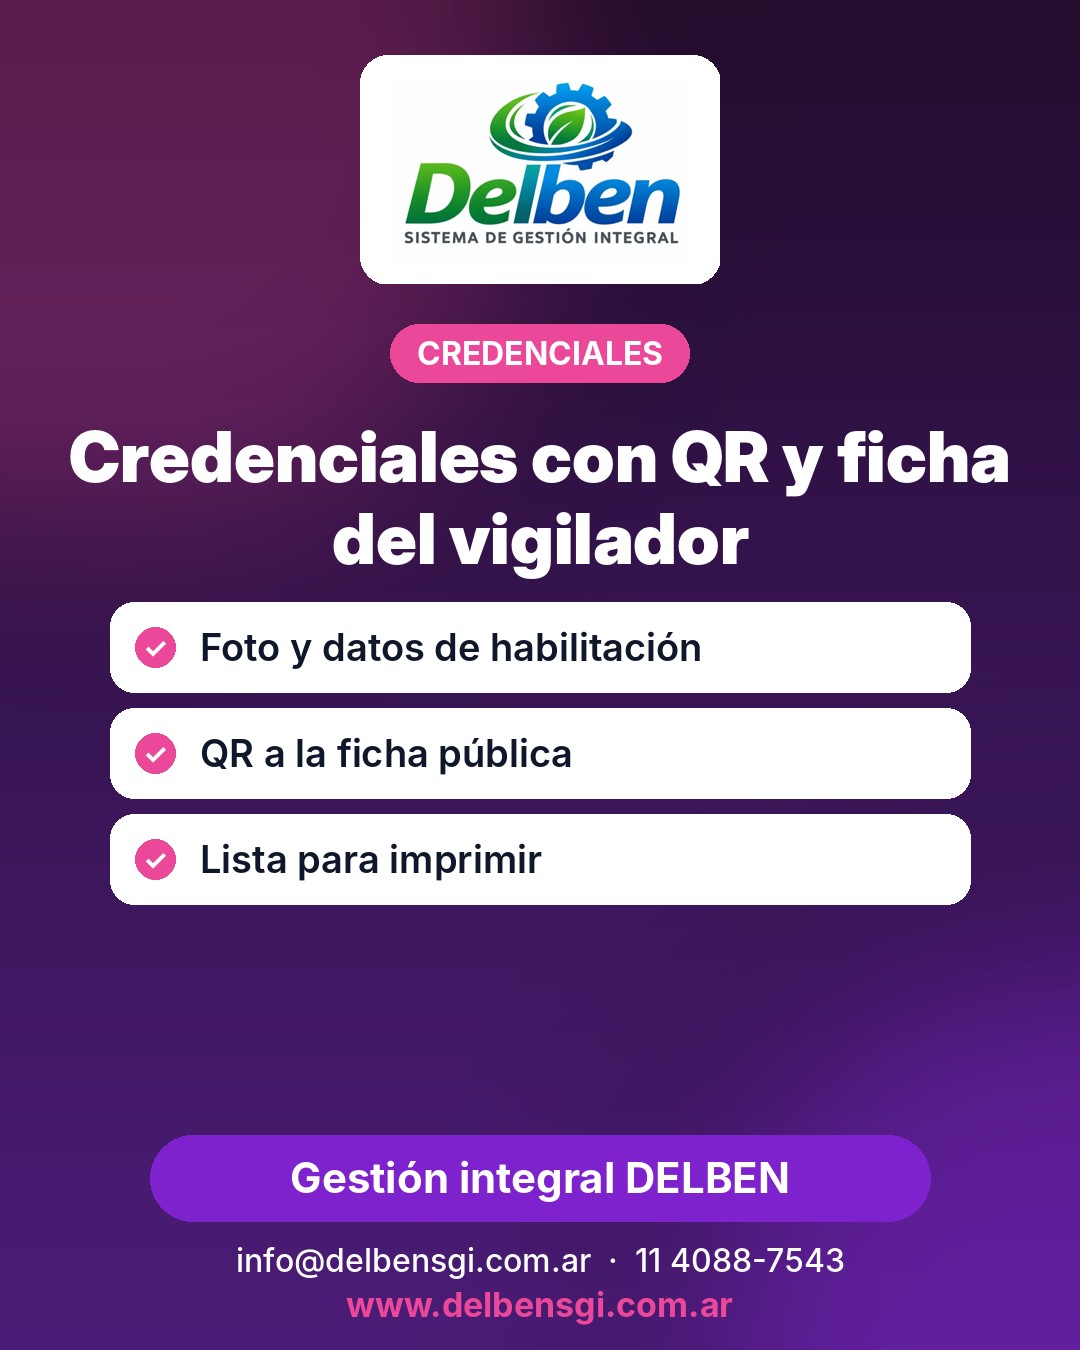 Delben
SISTEMA DE GESTIÓN INTEGRAL
CREDENCIALES
Credenciales con QR y ficha
del vigilador
Foto y datos de habilitación
QR a la ficha pública
Lista para imprimir
Gestión integral DELBEN
info@delbensgi.com.ar · 11 4088-7543
www.delbensgi.com.ar